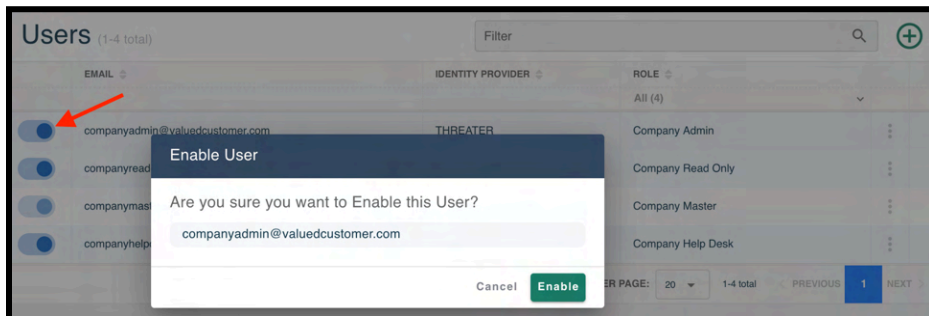 Users (1-4 total)
Filter
EMAIL IDENTITY PROVIDER ROLE
All (4)
companyadmin@valuedcustomer.com THREATER Company Admin
Enable User
companyread Company Read Only
Are you sure you want to Enable this User?
companymast Company Master
companyadmin@valuedcustomer.com
companyhelp Company Help Desk
Cancel Enable
ER PAGE: 20 1-4 total PREVIOUS 1 NEXT